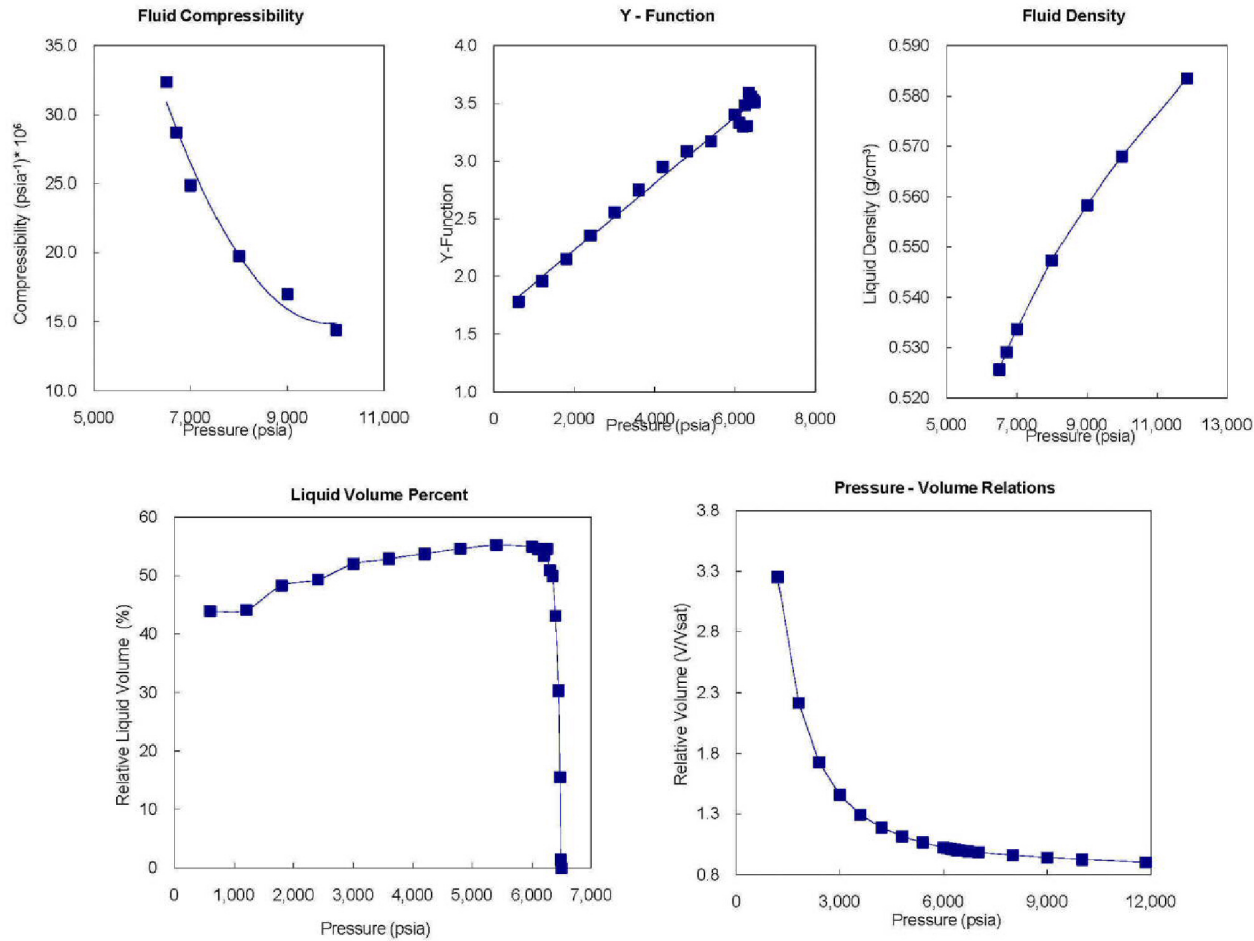 Fluid Compressibility
35.0
30.0
25.0
20.0
15.0
10.0
Compressibility (psia⁻¹)* 10⁶
5,000 7,000 9,000 11,000
Pressure (psia)
Y - Function
4.0
3.5
3.0
2.5
2.0
1.5
1.0
Y-Function
0 2,000 4,000 6,000 8,000
Pressure (psia)
Fluid Density
0.590
0.580
0.570
0.560
0.550
0.540
0.530
0.520
Liquid Density (g/cm³)
5,000 7,000 9,000 11,000 13,000
Pressure (psia)
Liquid Volume Percent
60
50
40
30
20
10
0
Relative Liquid Volume (%)
0 1,000 2,000 3,000 4,000 5,000 6,000 7,000
Pressure (psia)
Pressure - Volume Relations
3.8
3.3
2.8
2.3
1.8
1.3
0.8
Relative Volume (V/Vsat)
0 3,000 6,000 9,000 12,000
Pressure (psia)